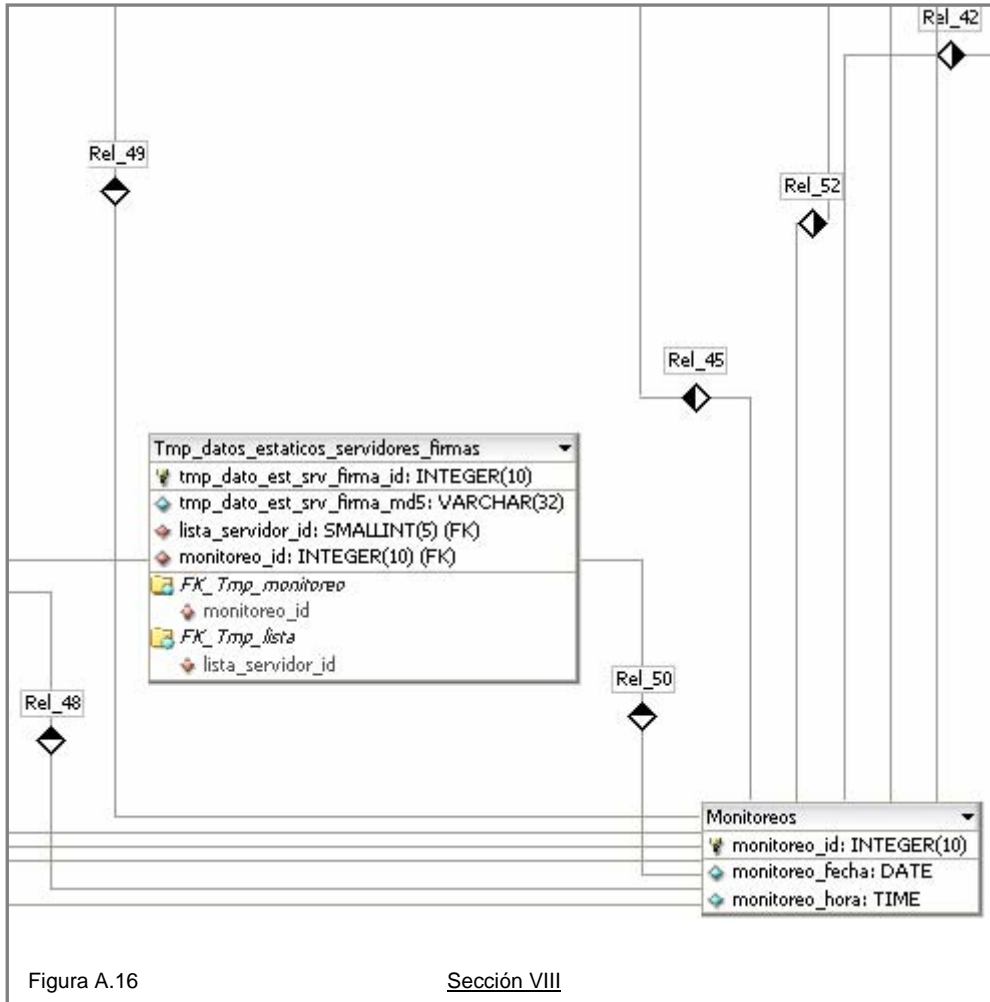 Rel_42
Rel_49
Rel_52
Rel_45
Tmp_datos_estaticos_servidores_firmas
tmp_dato_est_srv_firma_id: INTEGER(10)
tmp_dato_est_srv_firma_md5: VARCHAR(32)
lista_servidor_id: SMALLINT(5) (FK)
monitoreo_id: INTEGER(10) (FK)
FK_Tmp_monitoreo
monitoreo_id
FK_Tmp_lista
lista_servidor_id
Rel_50
Rel_48
Monitoreos
monitoreo_id: INTEGER(10)
monitoreo_fecha: DATE
monitoreo_hora: TIME
Figura A.16 Sección VIII